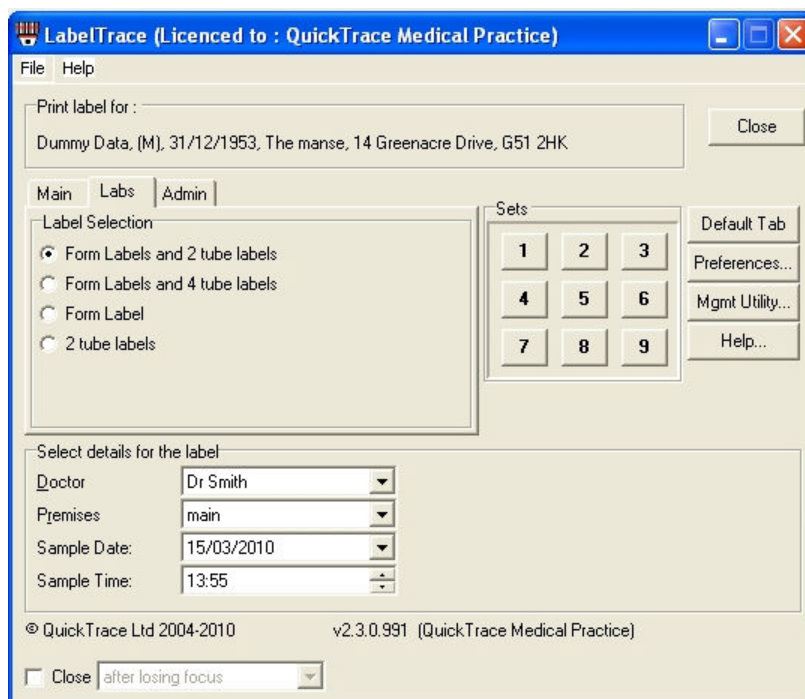 LabelTrace (Licenced to : QuickTrace Medical Practice)
File Help
Print label for :
Dummy Data, (M), 31/12/1953, The manse, 14 Greenacre Drive, G51 2HK
Close
Main Labs Admin
Label Selection
Form Labels and 2 tube labels
Form Labels and 4 tube labels
Form Label
2 tube labels
Sets
1 2 3
4 5 6
7 8 9
Default Tab
Preferences...
Mgmt Utility...
Help...
Select details for the label
Doctor Dr Smith
Premises main
Sample Date: 15/03/2010
Sample Time: 13:55
© QuickTrace Ltd 2004-2010 v2.3.0.991 (QuickTrace Medical Practice)
Close after losing focus